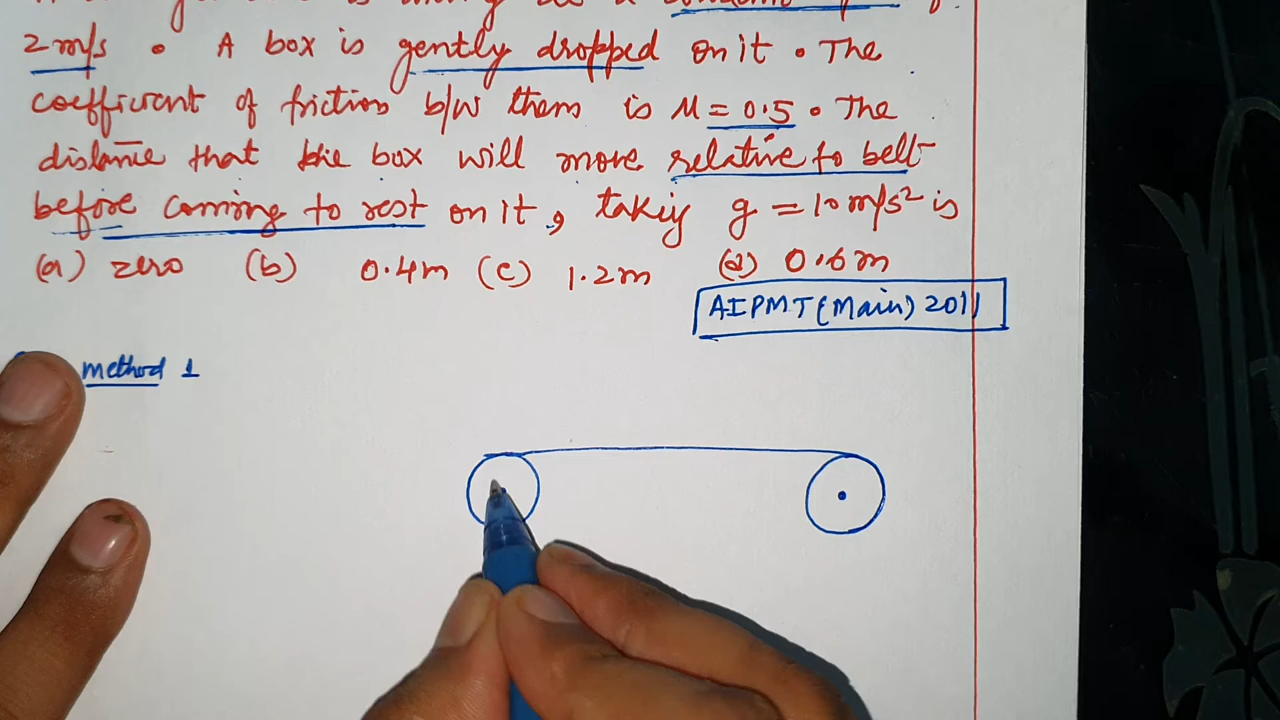 2 m/s . A box is gently dropped on it . The
coefficient of friction b/w them is M = 0.5 . The
distance that the box will move relative to belt
before coming to rest on it , taking g = 10 m/s² is
(a) zero (b) 0.4m (c) 1.2m (d) 0.6m
AIPMT (Main) 2011
method 1